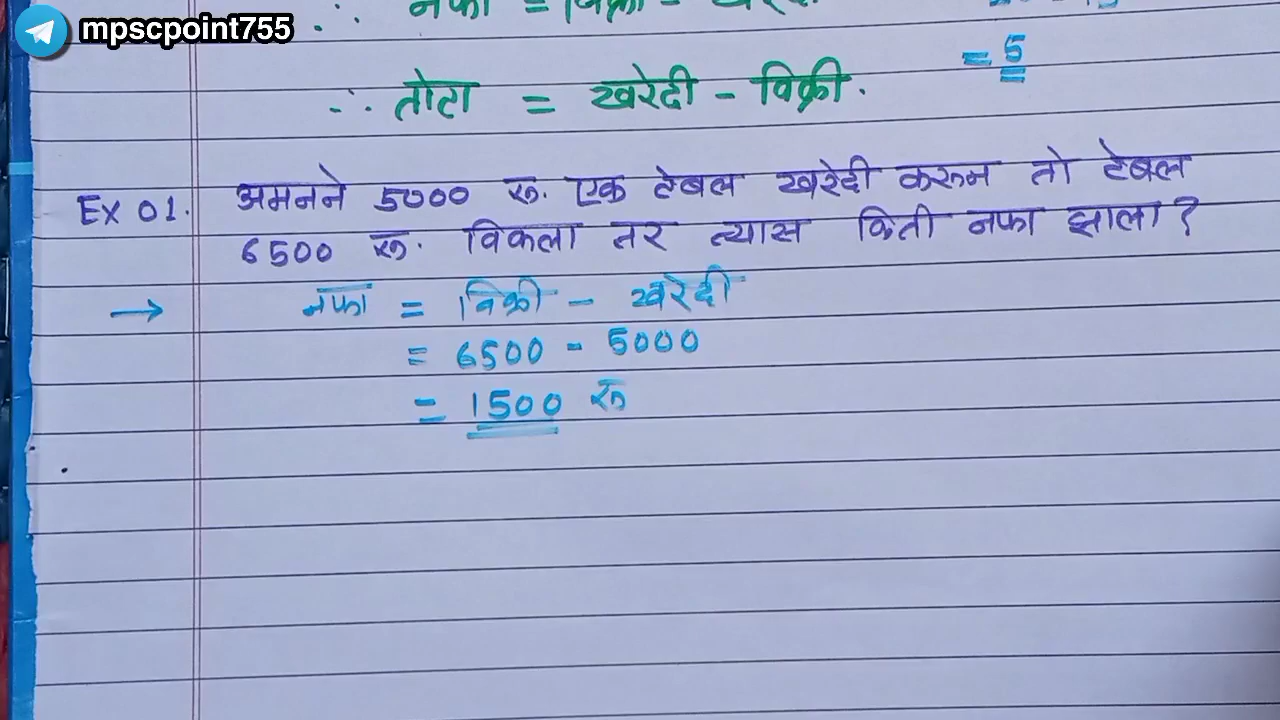 mpscpoint755
∴ नफा = विक्री -
= 5
∴ तोटा = खरेदी - विक्री.
EX 01. अमनने 5000 रू. एक टेबल खरेदी करून तो टेबल
6500 रू. विकला तर त्यास किती नफा झाला?
→ नफा = विक्री - खरेदी
= 6500 - 5000
= 1500 रू